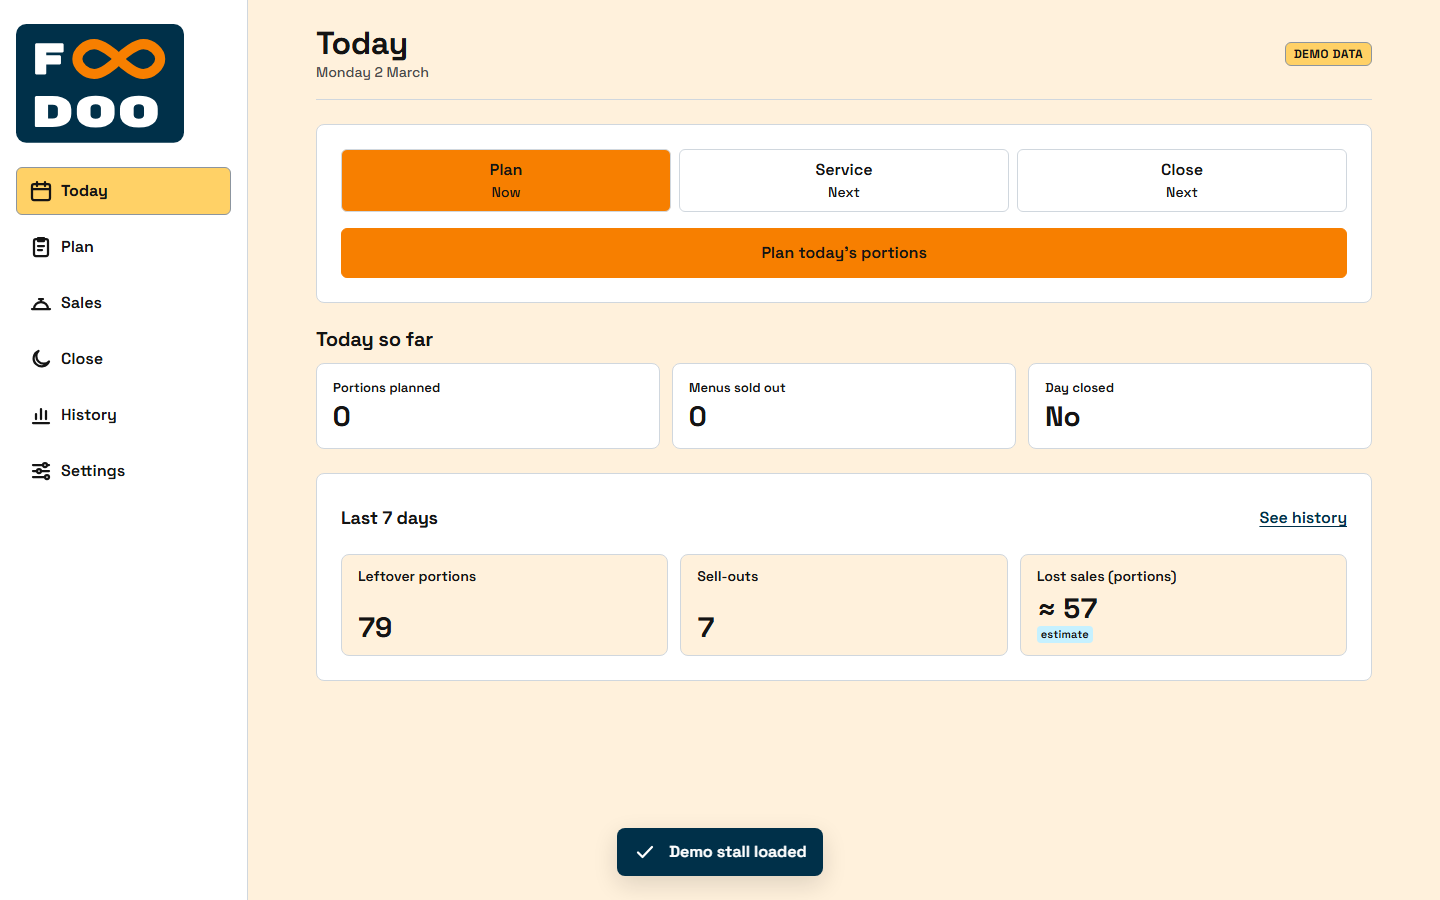 F∞
DOO
Today
Plan
Sales
Close
History
Settings
Today
Monday 2 March
DEMO DATA
Plan
Now
Service
Next
Close
Next
Plan today's portions
Today so far
Portions planned
0
Menus sold out
0
Day closed
No
Last 7 days
See history
Leftover portions
79
Sell-outs
7
Lost sales (portions)
≈ 57
estimate
Demo stall loaded